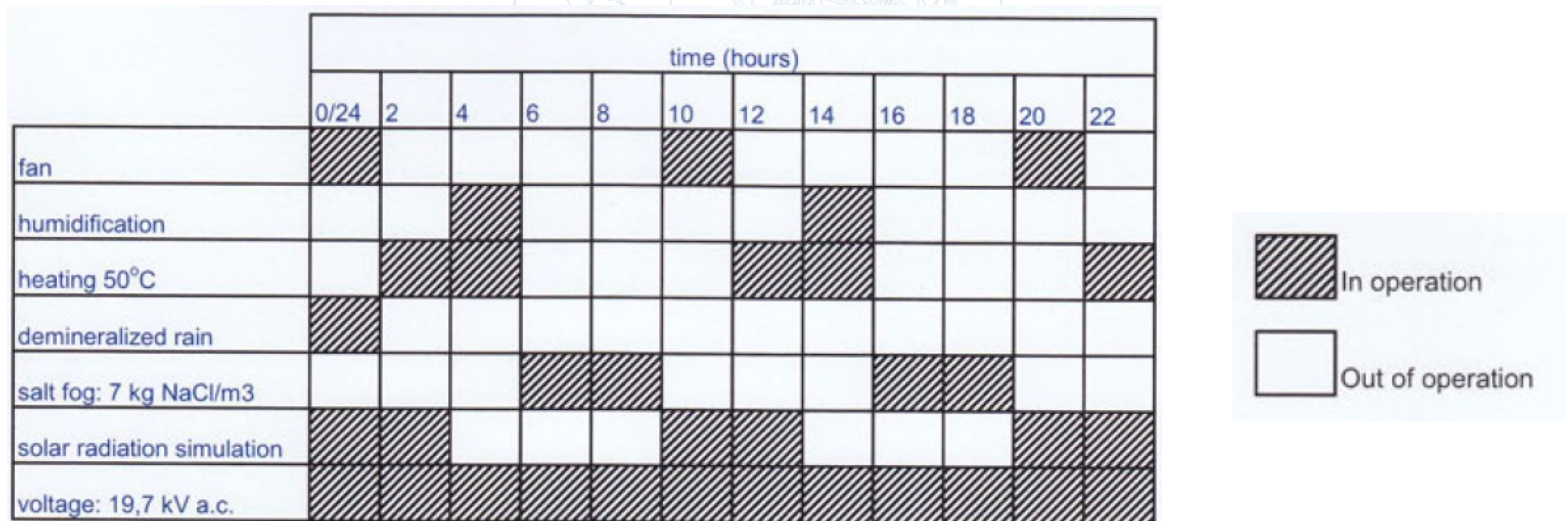 time (hours)
0/24 2 4 6 8 10 12 14 16 18 20 22
fan
humidification
heating 50°C
demineralized rain
salt fog: 7 kg NaCl/m3
solar radiation simulation
voltage: 19,7 kV a.c.
In operation
Out of operation